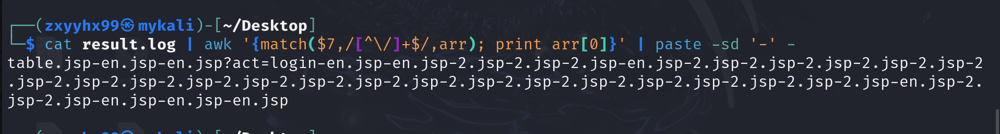 ┌──(zxyyhx99㉿mykali)-[~/Desktop]
└─$ cat result.log | awk '{match($7,/[^\/]+$/,arr); print arr[0]}' | paste -sd '-' -
table.jsp-en.jsp-en.jsp?act=login-en.jsp-en.jsp-2.jsp-2.jsp-2.jsp-en.jsp-2.jsp-2.jsp-2.jsp-2.jsp-2.jsp-2
.jsp-2.jsp-2.jsp-2.jsp-2.jsp-2.jsp-2.jsp-2.jsp-2.jsp-2.jsp-2.jsp-2.jsp-2.jsp-2.jsp-2.jsp-2.jsp-en.jsp-2.
jsp-2.jsp-en.jsp-en.jsp-en.jsp